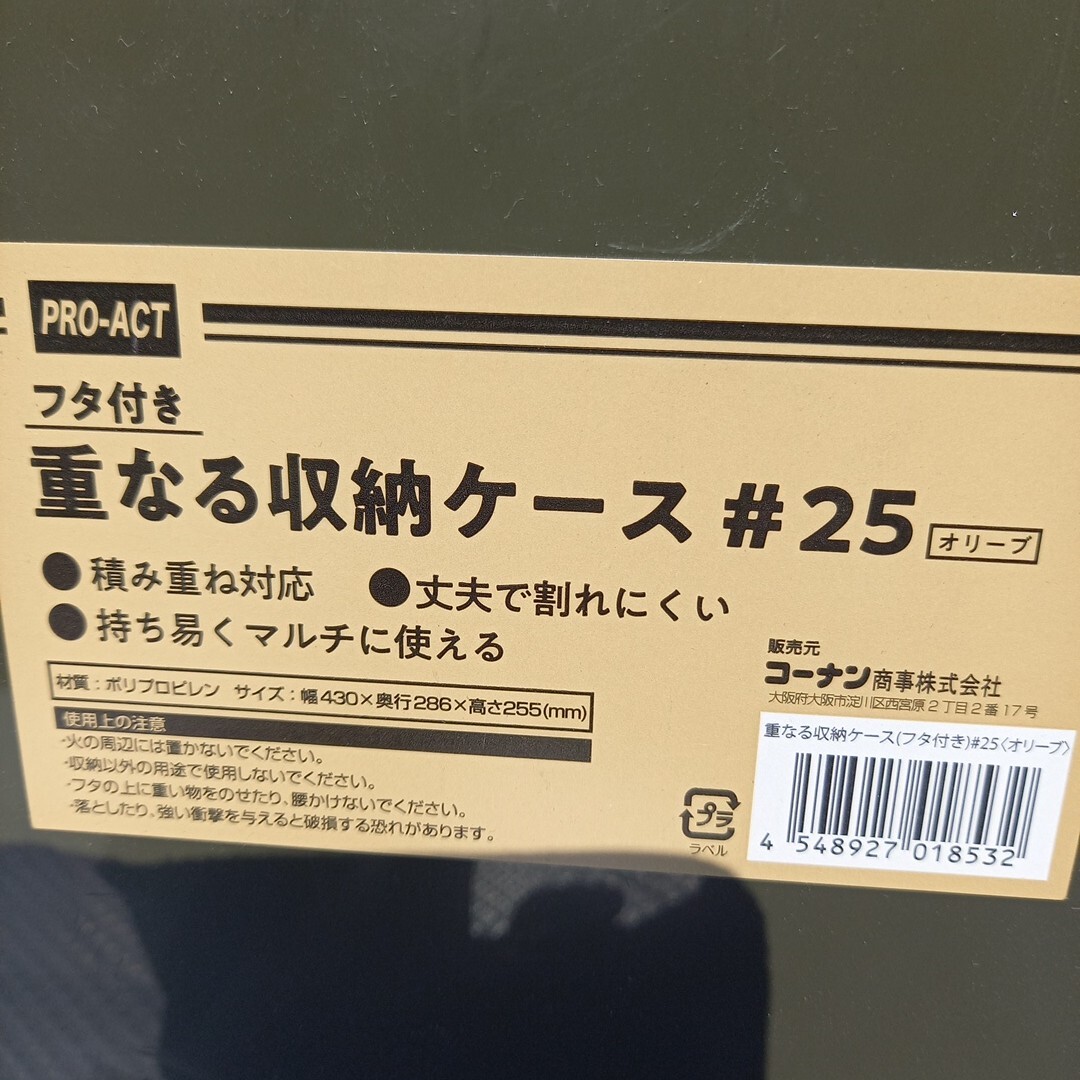 PRO-ACT
フタ付き
重なる収納ケース #25 オリーブ
●積み重ね対応 ●丈夫で割れにくい
●持ち易くマルチに使える
材質:ポリプロピレン サイズ:幅430×奥行286×高さ255(mm)
使用上の注意
・火の周辺には置かないでください。
・収納以外の用途で使用しないでください。
・フタの上に重い物をのせたり、腰かけないでください。
・落としたり、強い衝撃を与えると破損する恐れがあります。
販売元
コーナン商事株式会社
大阪府大阪市淀川区西宮原2丁目2番17号
重なる収納ケース(フタ付き)#25〈オリーブ〉
4 548927 018532
プラ
ラベル